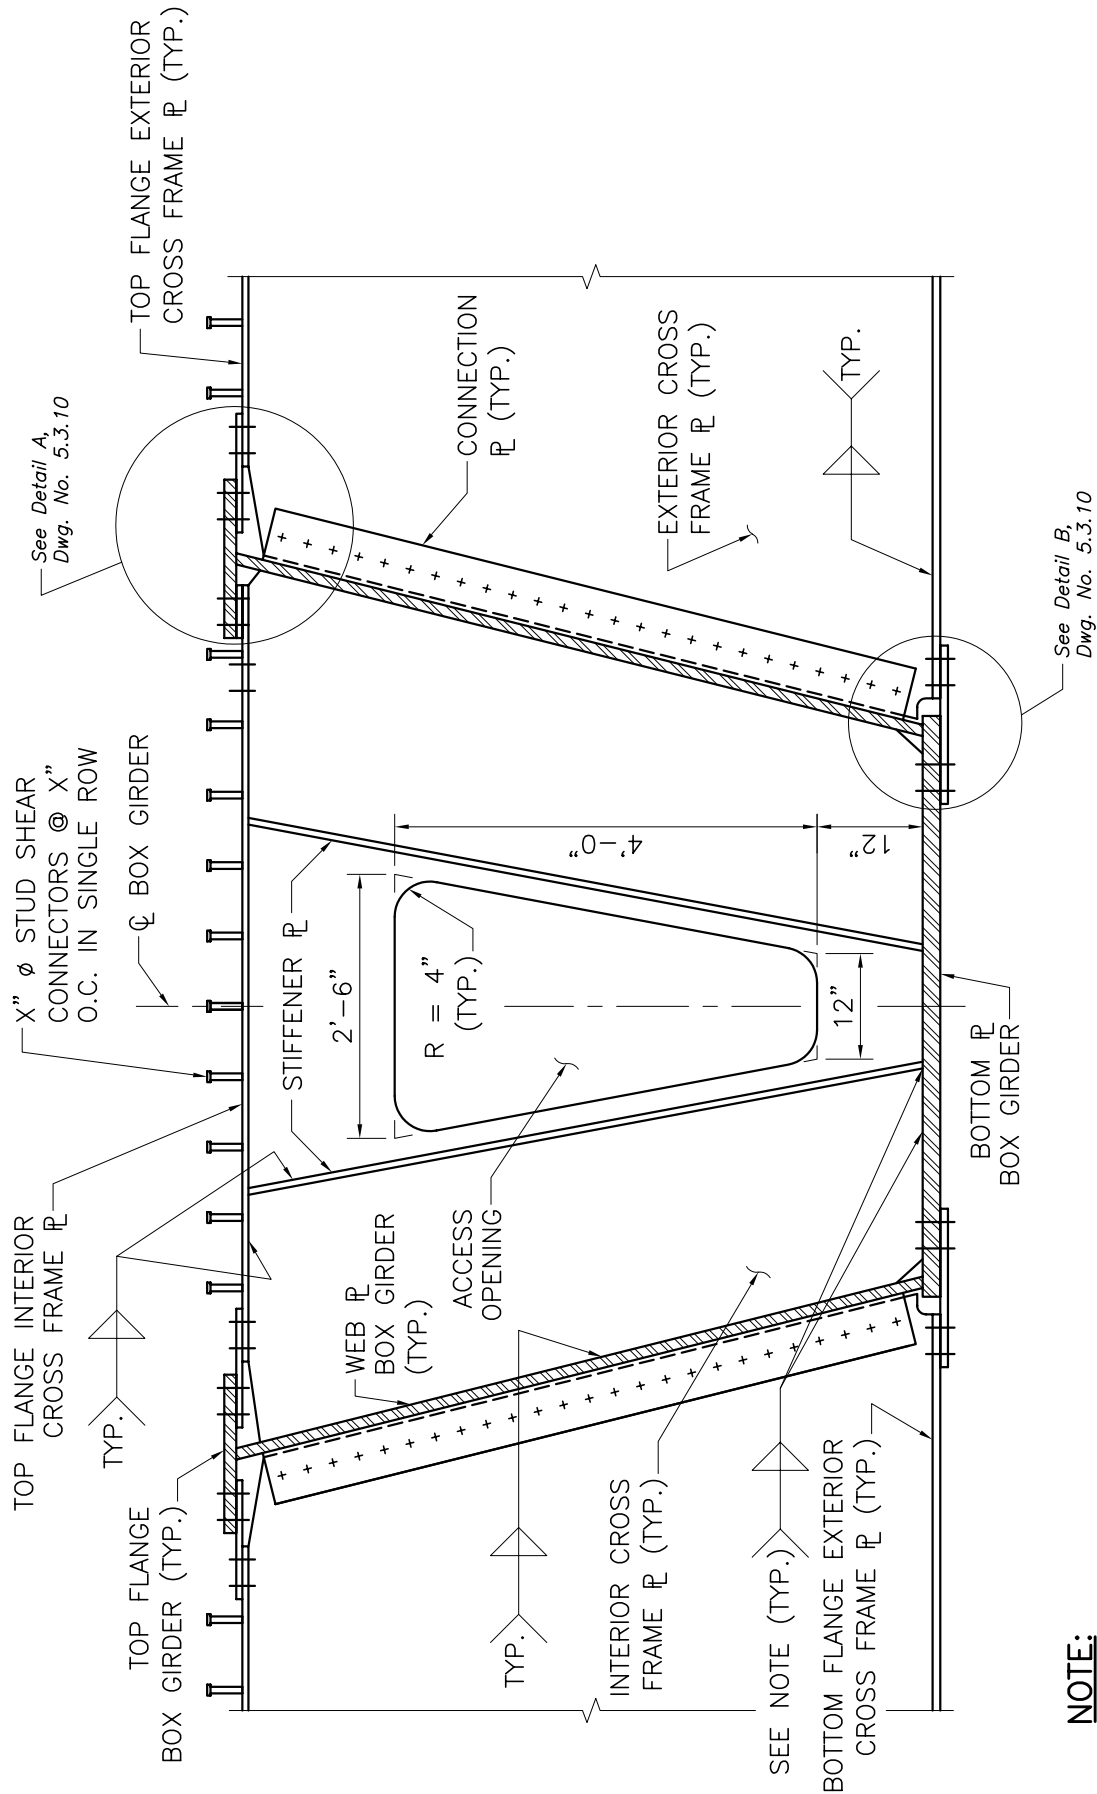 X" ø STUD SHEAR
CONNECTORS @ X"
O.C. IN SINGLE ROW
℄ BOX GIRDER
TOP FLANGE INTERIOR
CROSS FRAME ⅊
TYP.
TOP FLANGE
BOX GIRDER (TYP.)
See Detail A,
Dwg. No. 5.3.10
TOP FLANGE EXTERIOR
CROSS FRAME ⅊ (TYP.)
STIFFENER ⅊
2'-6"
R = 4"
(TYP.)
WEB ⅊
BOX GIRDER
(TYP.)
ACCESS
OPENING
CONNECTION
⅊ (TYP.)
4'-0"
12"
12"
TYP.
INTERIOR CROSS
FRAME ⅊ (TYP.)
EXTERIOR CROSS
FRAME ⅊ (TYP.)
TYP.
SEE NOTE (TYP.)
BOTTOM FLANGE EXTERIOR
CROSS FRAME ⅊ (TYP.)
BOTTOM ⅊
BOX GIRDER
See Detail B,
Dwg. No. 5.3.10
NOTE: